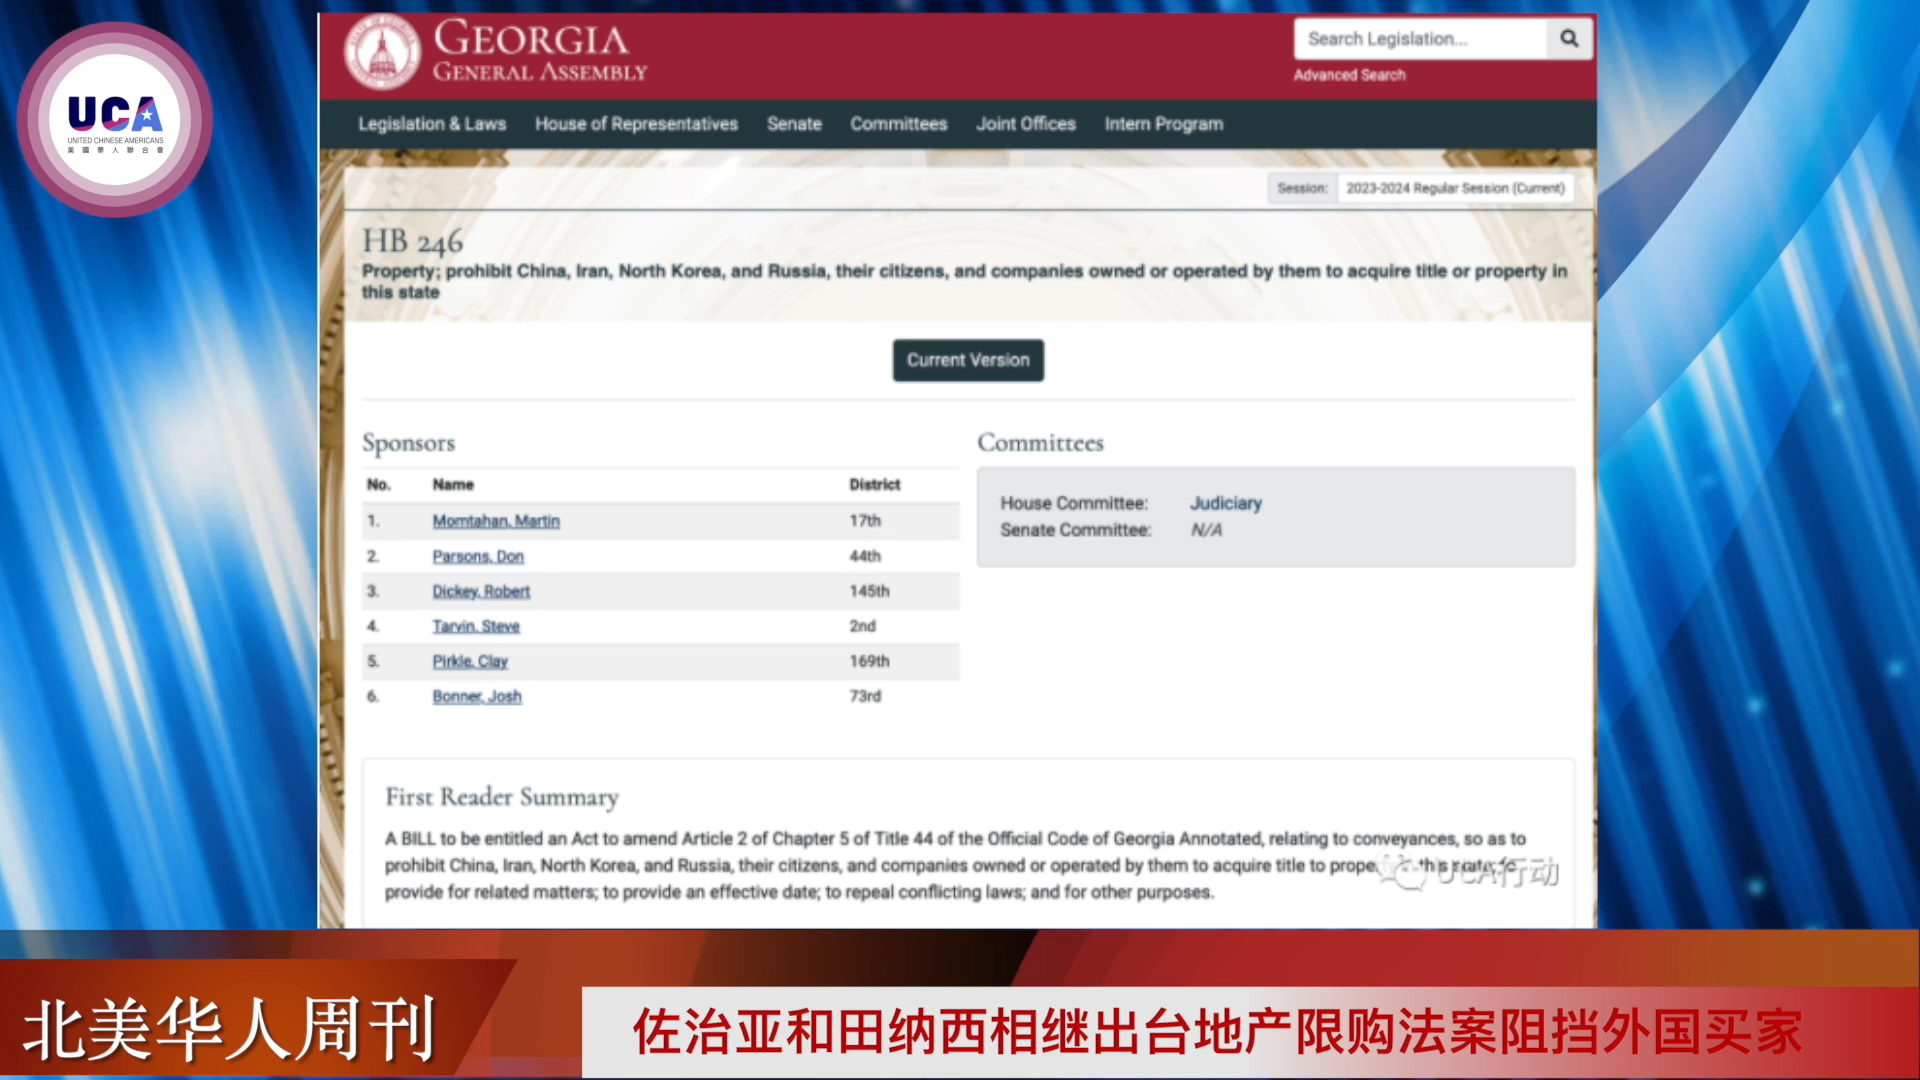 UCA
UNITED CHINESE AMERICANS
美 國 華 人 聯 合 會
GEORGIA
GENERAL ASSEMBLY
Search Legislation...
Advanced Search
Legislation & Laws House of Representatives Senate Committees Joint Offices Intern Program
Session: 2023-2024 Regular Session (Current)
HB 246
Property; prohibit China, Iran, North Korea, and Russia, their citizens, and companies owned or operated by them to acquire title or property in
this state
Current Version
Sponsors
No. Name District
1. Momtahan, Martin 17th
2. Parsons, Don 44th
3. Dickey, Robert 145th
4. Tarvin, Steve 2nd
5. Pirkle, Clay 169th
6. Bonner, Josh 73rd
Committees
House Committee: Judiciary
Senate Committee: N/A
First Reader Summary
A BILL to be entitled an Act to amend Article 2 of Chapter 5 of Title 44 of the Official Code of Georgia Annotated, relating to conveyances, so as to
prohibit China, Iran, North Korea, and Russia, their citizens, and companies owned or operated by them to acquire title to this
provide for related matters; to provide an effective date; to repeal conflicting laws; and for other purposes.
UCA行动
北美华人周刊
佐治亚和田纳西相继出台地产限购法案阻挡外国买家